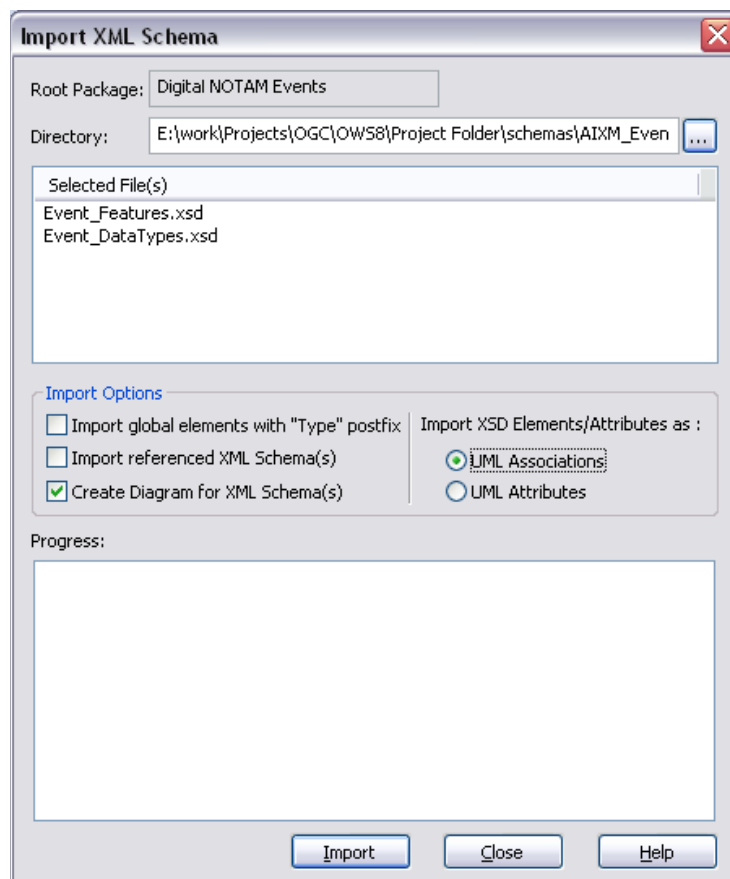 Import XML Schema
Root Package: Digital NOTAM Events
Directory: E:\work\Projects\OGC\OWS8\Project Folder\schemas\AIXM_Even ...
Selected File(s)
Event_Features.xsd
Event_DataTypes.xsd
Import Options
Import global elements with "Type" postfix
Import XSD Elements/Attributes as :
Import referenced XML Schema(s)
UML Associations
Create Diagram for XML Schema(s)
UML Attributes
Progress:
Import Close Help